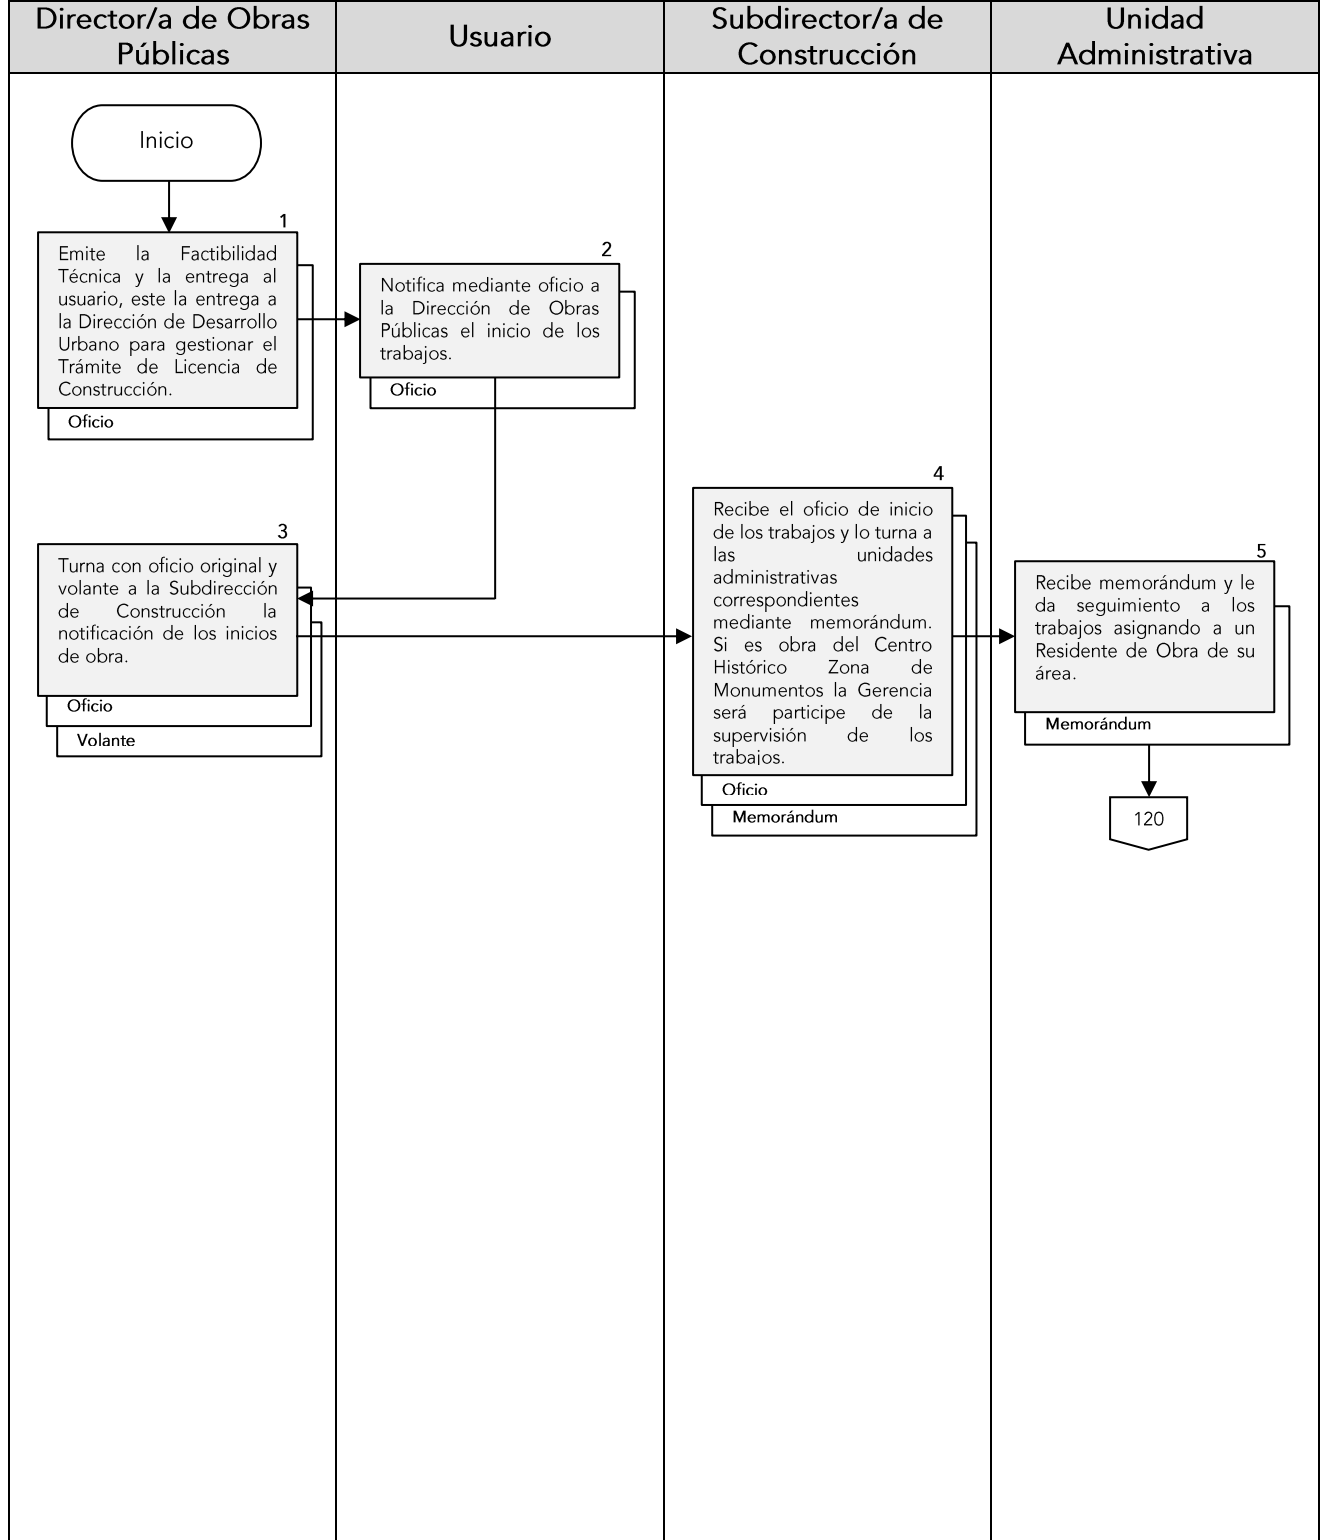 Director/a de Obras
Públicas
Usuario
Subdirector/a de
Construcción
Unidad
Administrativa
Inicio
1
Emite la Factibilidad
Técnica y la entrega al
usuario, este la entrega a
la Dirección de Desarrollo
Urbano para gestionar el
Trámite de Licencia de
Construcción.
Oficio
2
Notifica mediante oficio a
la Dirección de Obras
Públicas el inicio de los
trabajos.
Oficio
3
Turna con oficio original y
volante a la Subdirección
de Construcción la
notificación de los inicios
de obra.
Oficio
Volante
4
Recibe el oficio de inicio
de los trabajos y lo turna a
las unidades
administrativas
correspondientes
mediante memorándum.
Si es obra del Centro
Histórico Zona de
Monumentos la Gerencia
será participe de la
supervisión de los
trabajos.
Oficio
Memorándum
5
Recibe memorándum y le
da seguimiento a los
trabajos asignando a un
Residente de Obra de su
área.
Memorándum
120